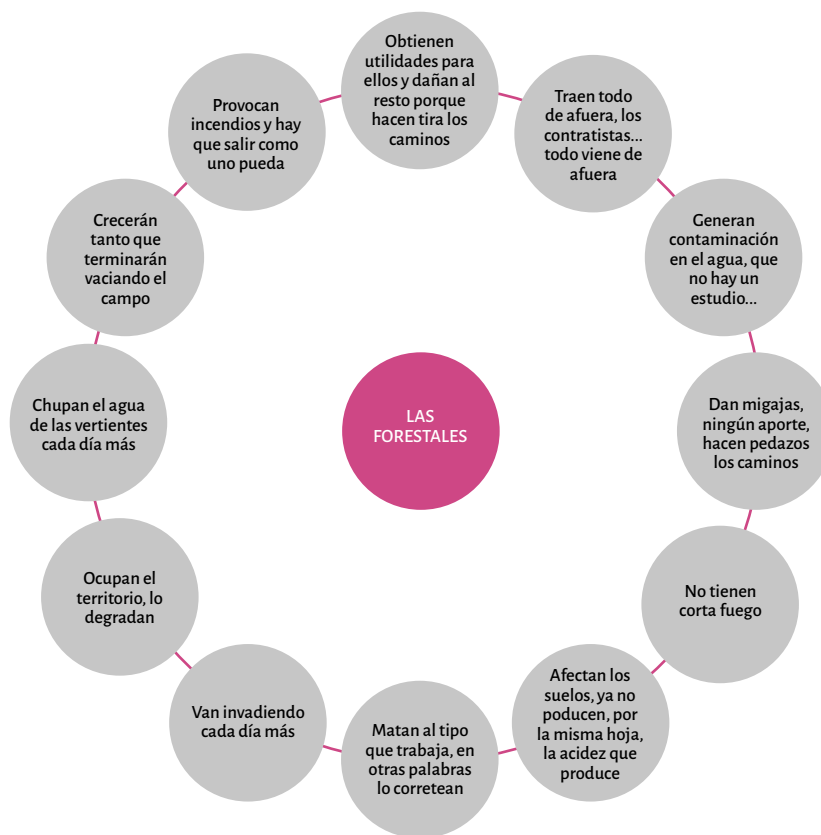 Obtienen
utilidades para
ellos y dañan al
resto porque
hacen tira los
caminos
Traen todo
de afuera, los
contratistas...
todo viene de
afuera
Generan
contaminación
en el agua, que
no hay un
estudio...
Dan migajas,
ningún aporte,
hacen pedazos
los caminos
No tienen
corta fuego
Afectan los
suelos, ya no
poducen, por
la misma hoja,
la acidez que
produce
Matan al tipo
que trabaja, en
otras palabras
lo corretean
Van invadiendo
cada día más
Ocupan el
territorio, lo
degradan
Chupan el agua
de las vertientes
cada día más
Crecerán
tanto que
terminarán
vaciando el
campo
Provocan
incendios y hay
que salir como
uno pueda
LAS
FORESTALES